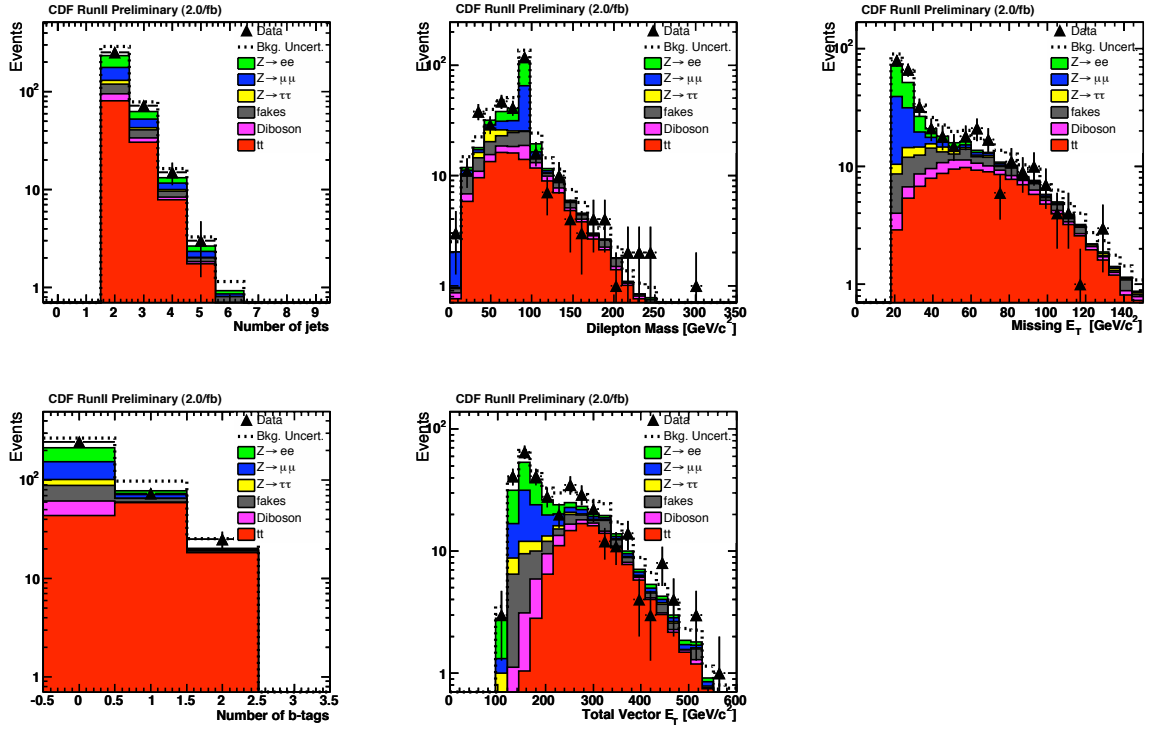 CDF RunII Preliminary (2.0/fb)
Events
10²
10
1
Data
Bkg. Uncert.
Z→ee
Z→μμ
Z→ττ
fakes
Diboson
tt
0 1 2 3 4 5 6 7 8 9
Number of jets
CDF RunII Preliminary (2.0/fb)
Events
10²
10
1
Data
Bkg. Uncert.
Z→ee
Z→μμ
Z→ττ
fakes
Diboson
tt
0 50 100 150 200 250 300 350
Dilepton Mass [GeV/c²]
CDF RunII Preliminary (2.0/fb)
Events
10²
10
1
Data
Bkg. Uncert.
Z→ee
Z→μμ
Z→ττ
fakes
Diboson
tt
0 20 40 60 80 100 120 140
Missing E_T [GeV/c²]
CDF RunII Preliminary (2.0/fb)
Events
10²
10
1
Data
Bkg. Uncert.
Z→ee
Z→μμ
Z→ττ
fakes
Diboson
tt
-0.5 0 0.5 1 1.5 2 2.5 3 3.5
Number of b-tags
CDF RunII Preliminary (2.0/fb)
Events
10²
10
1
Data
Bkg. Uncert.
Z→ee
Z→μμ
Z→ττ
fakes
Diboson
tt
0 100 200 300 400 500 600
Total Vector E_T [GeV/c²]